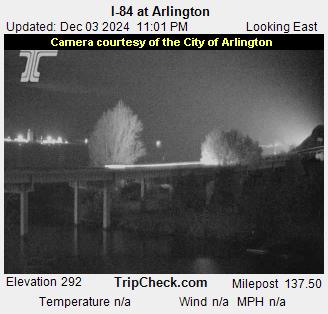 I-84 at Arlington
Updated: Dec 03 2024 11:01 PM Looking East
Camera courtesy of the City of Arlington
Elevation 292 TripCheck.com Milepost 137.50
Temperature n/a Wind n/a MPH n/a